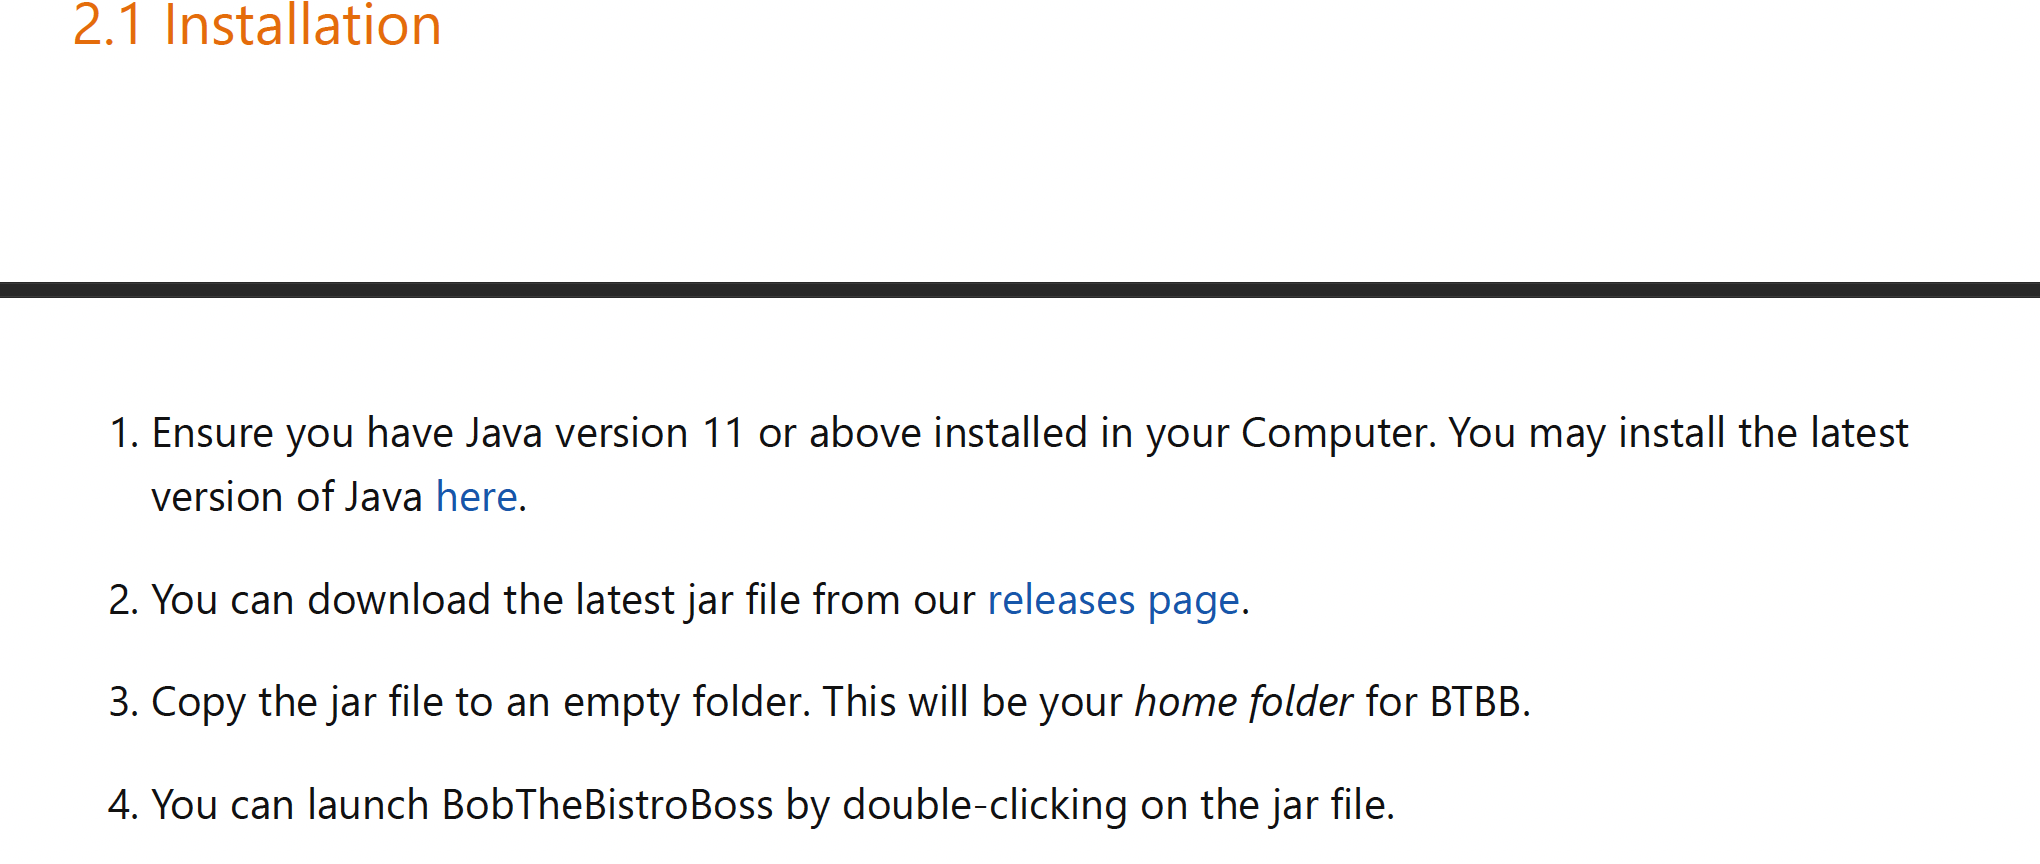 2.1 Installation
1. Ensure you have Java version 11 or above installed in your Computer. You may install the latest
version of Java here.
2. You can download the latest jar file from our releases page.
3. Copy the jar file to an empty folder. This will be your home folder for BTBB.
4. You can launch BobTheBistroBoss by double-clicking on the jar file.